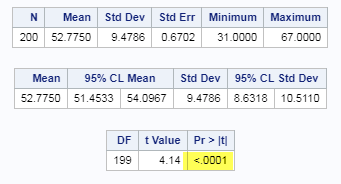 N Mean Std Dev Std Err Minimum Maximum
200 52.7750 9.4786 0.6702 31.0000 67.0000
Mean 95% CL Mean Std Dev 95% CL Std Dev
52.7750 51.4533 54.0967 9.4786 8.6318 10.5110
DF t Value Pr > |t|
199 4.14 <.0001